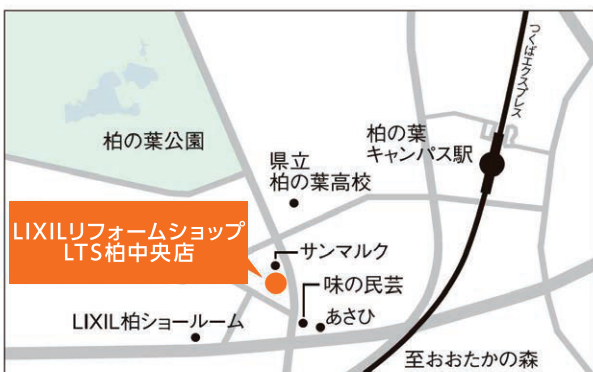 つくばエクスプレス
柏の葉公園
柏の葉
キャンパス駅
県立
柏の葉高校
LIXILリフォームショップ
LTS柏中央店
サンマルク
味の民芸
あさひ
LIXIL柏ショールーム
至おおたかの森